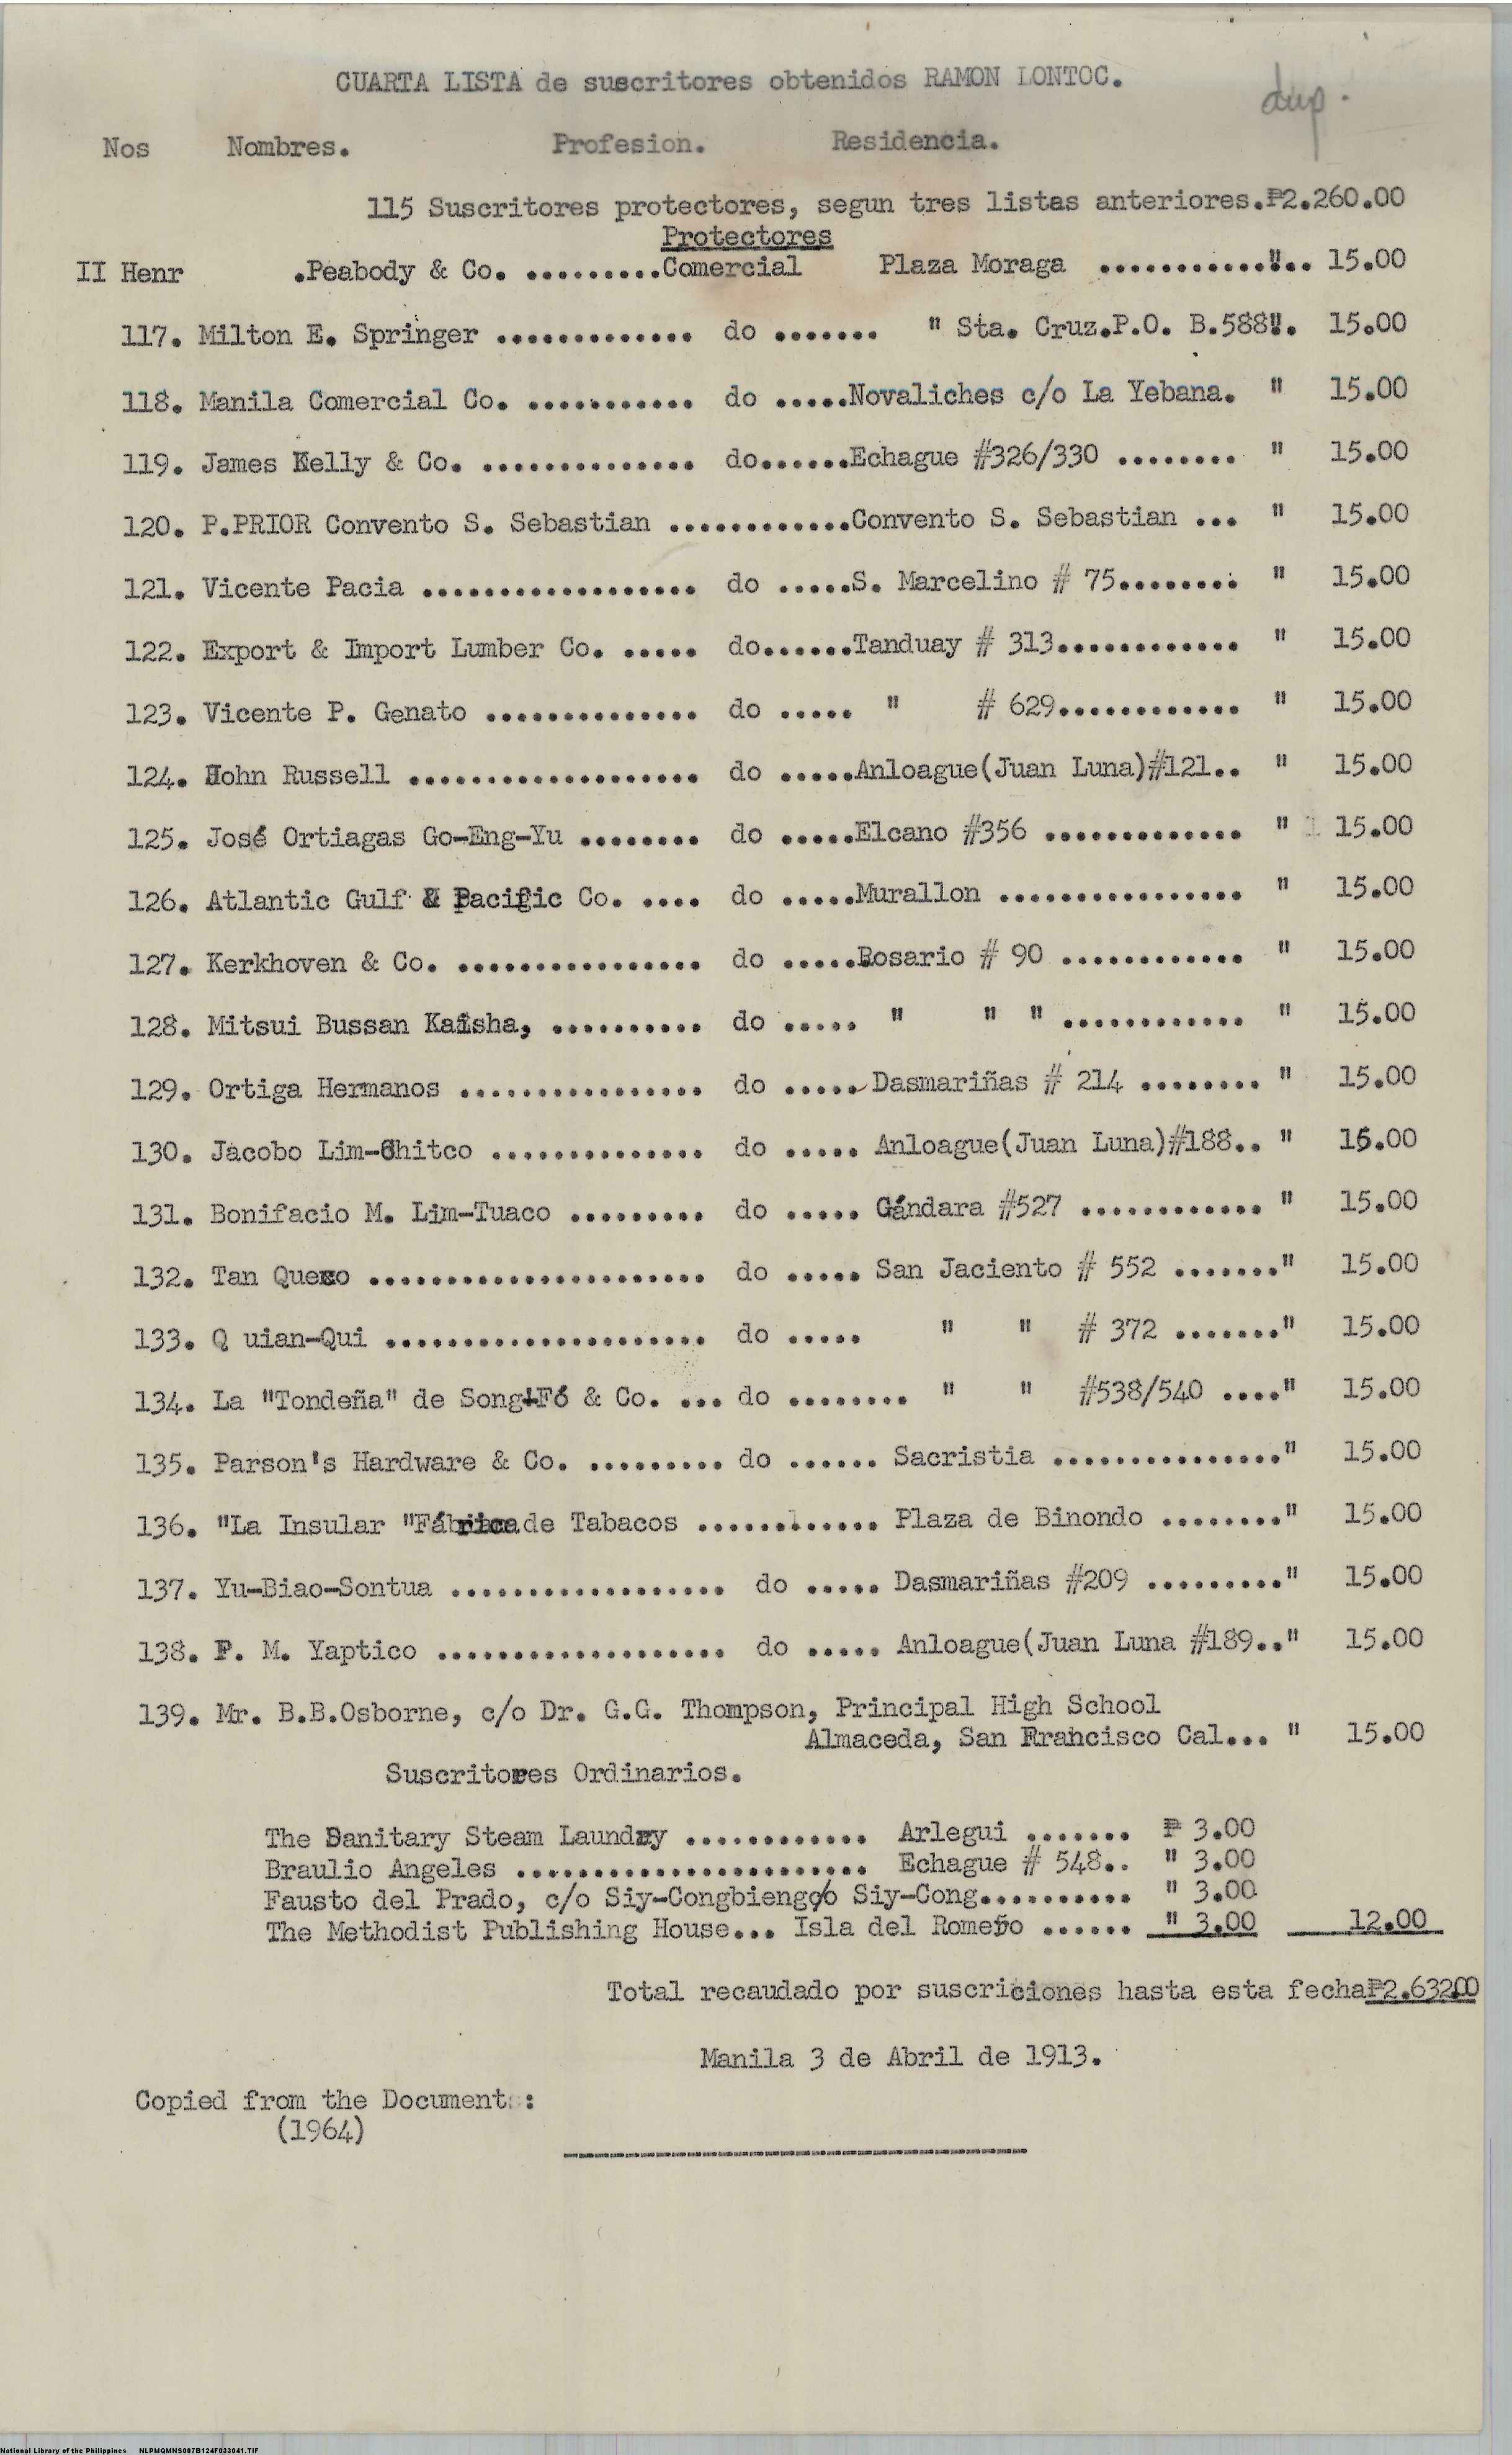 CUARTA LISTA de suscritores obtenidos RAMON LONTOC.
dup.
Nos Nombres. Profesion. Residencia.
115 Suscritores protectores, segun tres listas anteriores.₱2.260.00
Protectores
II Henr .Peabody & Co. .........Comercial Plaza Moraga ..........."... 15.00
117. Milton E. Springer ............. do ....... " Sta. Cruz.P.O. B.588". 15.00
118. Manila Comercial Co. ........... do .....Novaliches c/o La Yebana. " 15.00
119. James Kelly & Co. .............. do......Echague #326/330 ........ " 15.00
120. P.PRIOR Convento S. Sebastian ............Convento S. Sebastian ... " 15.00
121. Vicente Pacia .................. do .....S. Marcelino # 75........ " 15.00
122. Export & Import Lumber Co. ..... do......Tanduay # 313............ " 15.00
123. Vicente P. Genato .............. do ..... " # 629............ " 15.00
124. Hohn Russell ................... do .....Anloague(Juan Luna)#121.. " 15.00
125. José Ortiagas Go-Eng-Yu ........ do .....Elcano #356 ............. " 15.00
126. Atlantic Gulf & Pacific Co. .... do .....Murallon ................ " 15.00
127. Kerkhoven & Co. ................ do .....Rosario # 90 ............ " 15.00
128. Mitsui Bussan Kaisha, .......... do ..... " " " ............ " 15.00
129. Ortiga Hermanos ................ do ..... Dasmariñas # 214 ........ " 15.00
130. Jacobo Lim-Chitco .............. do ..... Anloague(Juan Luna)#188.. " 15.00
131. Bonifacio M. Lim-Tuaco ......... do ..... Gándara #527 ............ " 15.00
132. Tan Queco ...................... do ..... San Jaciento # 552 ......." 15.00
133. Q uian-Qui ..................... do ..... " " # 372 ......." 15.00
134. La "Tondeña" de Song-Fó & Co. ... do ........ " " #538/540 ...." 15.00
135. Parson's Hardware & Co. ......... do ...... Sacristia ..............." 15.00
136. "La Insular "Fábrica de Tabacos ............ Plaza de Binondo ........" 15.00
137. Yu-Biao-Sontua .................. do ..... Dasmariñas #209 ........." 15.00
138. P. M. Yaptico ................... do ..... Anloague(Juan Luna #189.." 15.00
139. Mr. B.B.Osborne, c/o Dr. G.G. Thompson, Principal High School
Almaceda, San Francisco Cal... " 15.00
Suscritores Ordinarios.
The Sanitary Steam Laundry ............ Arlegui ....... ₱ 3.00
Braulio Angeles ....................... Echague # 548.. " 3.00
Fausto del Prado, c/o Siy-Congbieng Siy-Cong.......... " 3.00
The Methodist Publishing House... Isla del Romero ...... " 3.00 12.00
Total recaudado por suscriciones hasta esta fecha₱2.632.00
Manila 3 de Abril de 1913.
Copied from the Document :
(1964)
National Library of the Philippines NLPMQMNS007B124F033041.TIF